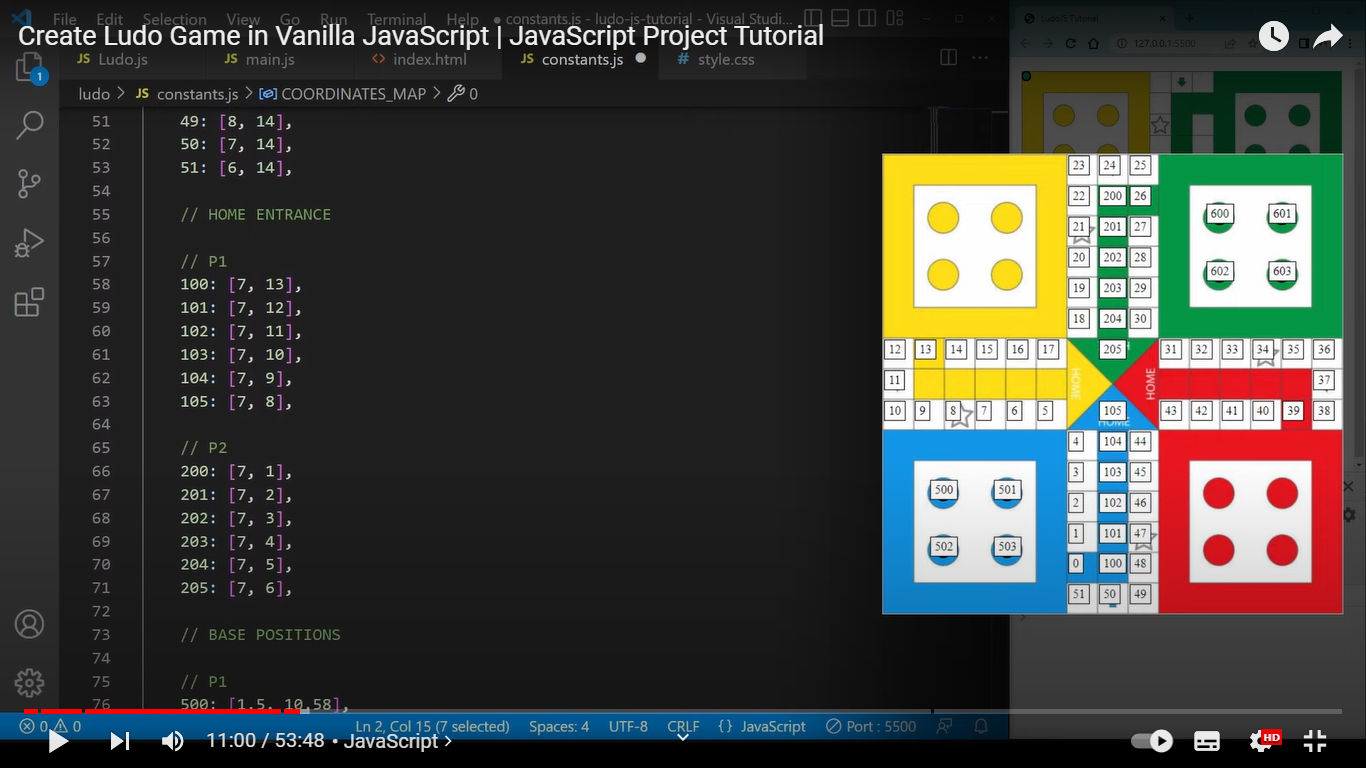 File Edit Selection View Go Run Terminal Help ● constants.js - ludo-js-tutorial - Visual Studi...
Create Ludo Game in Vanilla JavaScript | JavaScript Project Tutorial
LudoJS Tutorial
127.0.0.1:5500
JS Ludo.js JS main.js <> index.html JS constants.js ● # style.css
1
ludo > JS constants.js > COORDINATES_MAP > 0
51 49: [8, 14],
52 50: [7, 14],
53 51: [6, 14],
54
55 // HOME ENTRANCE
56
57 // P1
58 100: [7, 13],
59 101: [7, 12],
60 102: [7, 11],
61 103: [7, 10],
62 104: [7, 9],
63 105: [7, 8],
64
65 // P2
66 200: [7, 1],
67 201: [7, 2],
68 202: [7, 3],
69 203: [7, 4],
70 204: [7, 5],
71 205: [7, 6],
72
73 // BASE POSITIONS
74
75 // P1
76 500: [1.5, 10.58],
23 24 25
22 200 26
600 601
21 201 27
20 202 28
602 603
19 203 29
18 204 30
12 13 14 15 16 17 205 31 32 33 34 35 36
11 HOME HOME 37
10 9 8 7 6 5 105 43 42 41 40 39 38
HOME
4 104 44
3 103 45
500 501
2 102 46
1 101 47
502 503
0 100 48
51 50 49
0 0 Ln 2, Col 15 (7 selected) Spaces: 4 UTF-8 CRLF {} JavaScript Port : 5500
11:00 / 53:48 • JavaScript >
HD